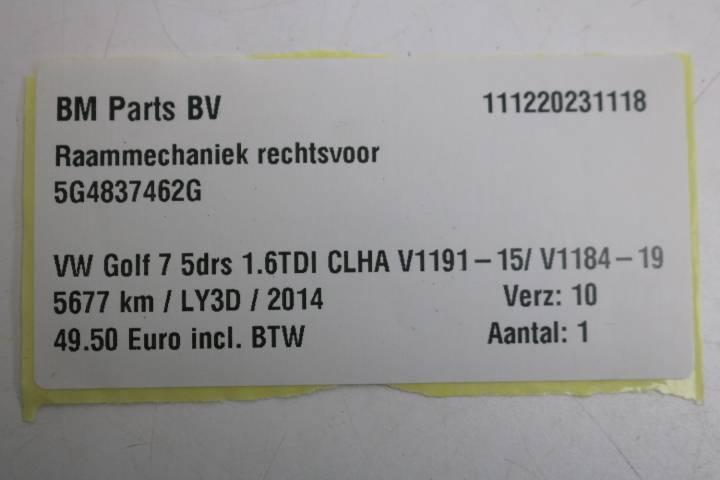 BM Parts BV 111220231118
Raammechaniek rechtsvoor
5G4837462G
VW Golf 7 5drs 1.6TDI CLHA V1191-15/ V1184-19
5677 km / LY3D / 2014 Verz: 10
49.50 Euro incl. BTW Aantal: 1